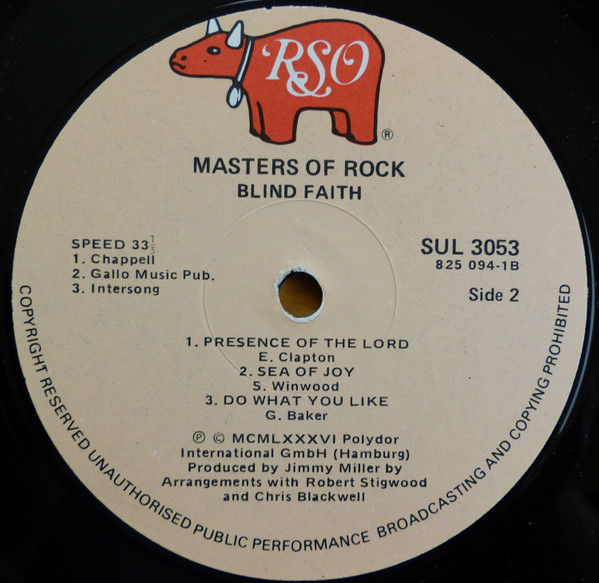 RSO
®
MASTERS OF ROCK
BLIND FAITH
SPEED 33⅓
1. Chappell
2. Gallo Music Pub.
3. Intersong
SUL 3053
825 094-1B
Side 2
1. PRESENCE OF THE LORD
E. Clapton
2. SEA OF JOY
S. Winwood
3. DO WHAT YOU LIKE
G. Baker
℗ © MCMLXXXVI Polydor
International GmbH (Hamburg)
Produced by Jimmy Miller by
Arrangements with Robert Stigwood
and Chris Blackwell
COPYRIGHT RESERVED UNAUTHORISED PUBLIC PERFORMANCE BROADCASTING AND COPYING PROHIBITED